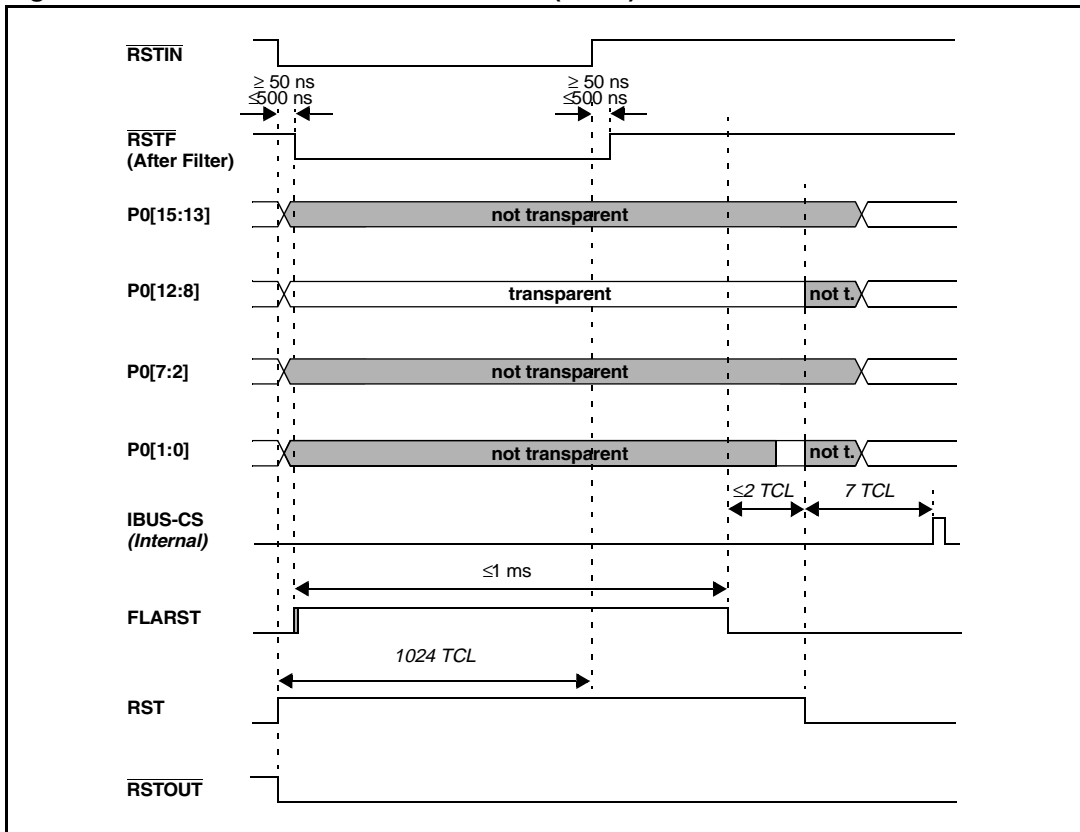 RSTIN
≥ 50 ns
≤500 ns
≥ 50 ns
≤500 ns
RSTF
(After Filter)
P0[15:13]
not transparent
P0[12:8]
transparent
not t.
P0[7:2]
not transparent
P0[1:0]
not transparent
not t.
≤2 TCL
7 TCL
IBUS-CS
(Internal)
≤1 ms
FLARST
1024 TCL
RST
RSTOUT